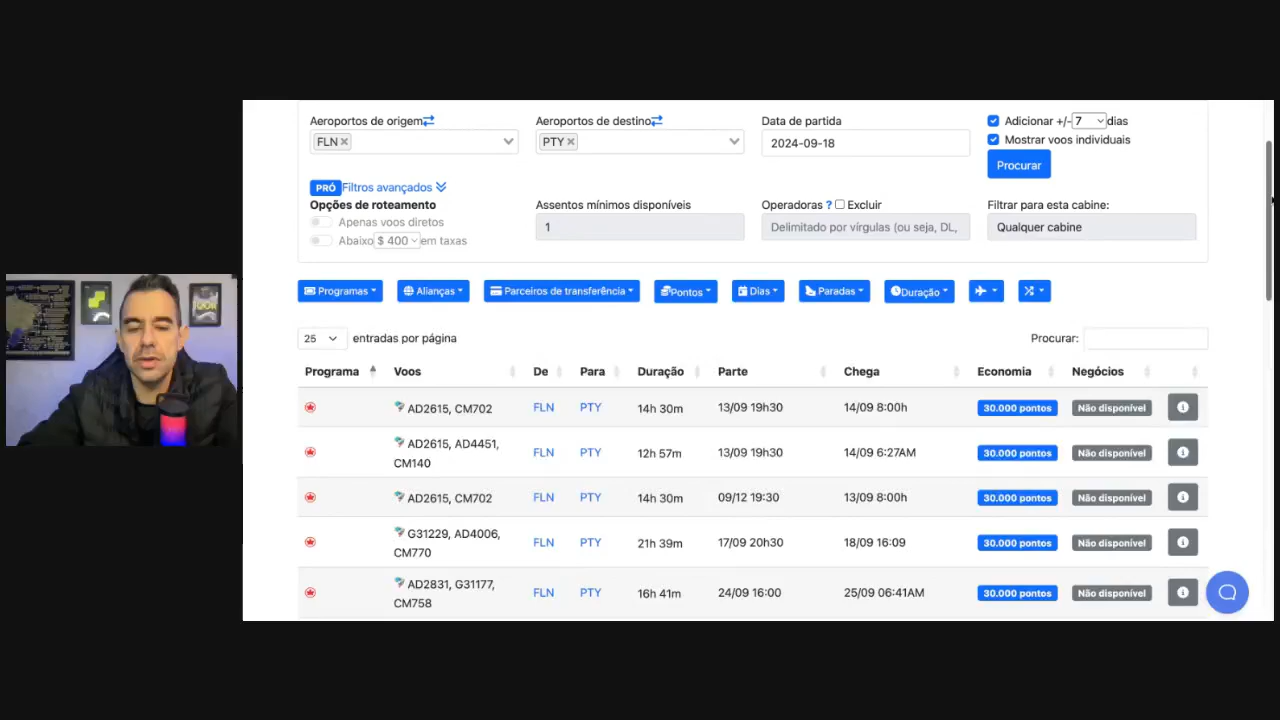 Aeroportos de origem
Aeroportos de destino
Data de partida
Adicionar +/- 7 dias
FLN
PTY
2024-09-18
Mostrar voos individuais
Procurar
PRÓ Filtros avançados
Opções de roteamento
Assentos mínimos disponíveis
Operadoras ? Excluir
Filtrar para esta cabine:
Apenas voos diretos
1
Delimitado por vírgulas (ou seja, DL,
Qualquer cabine
Abaixo $ 400 em taxas
Programas
Alianças
Parceiros de transferência
Pontos
Dias
Paradas
Duração
25 entradas por página
Procurar:
Programa Voos De Para Duração Parte Chega Economia Negócios
AD2615, CM702 FLN PTY 14h 30m 13/09 19h30 14/09 8:00h 30.000 pontos Não disponível
AD2615, AD4451,
CM140
FLN PTY 12h 57m 13/09 19h30 14/09 6:27AM 30.000 pontos Não disponível
AD2615, CM702 FLN PTY 14h 30m 09/12 19:30 13/09 8:00h 30.000 pontos Não disponível
G31229, AD4006,
CM770
FLN PTY 21h 39m 17/09 20h30 18/09 16:09 30.000 pontos Não disponível
AD2831, G31177,
CM758
FLN PTY 16h 41m 24/09 16:00 25/09 06:41AM 30.000 pontos Não disponível